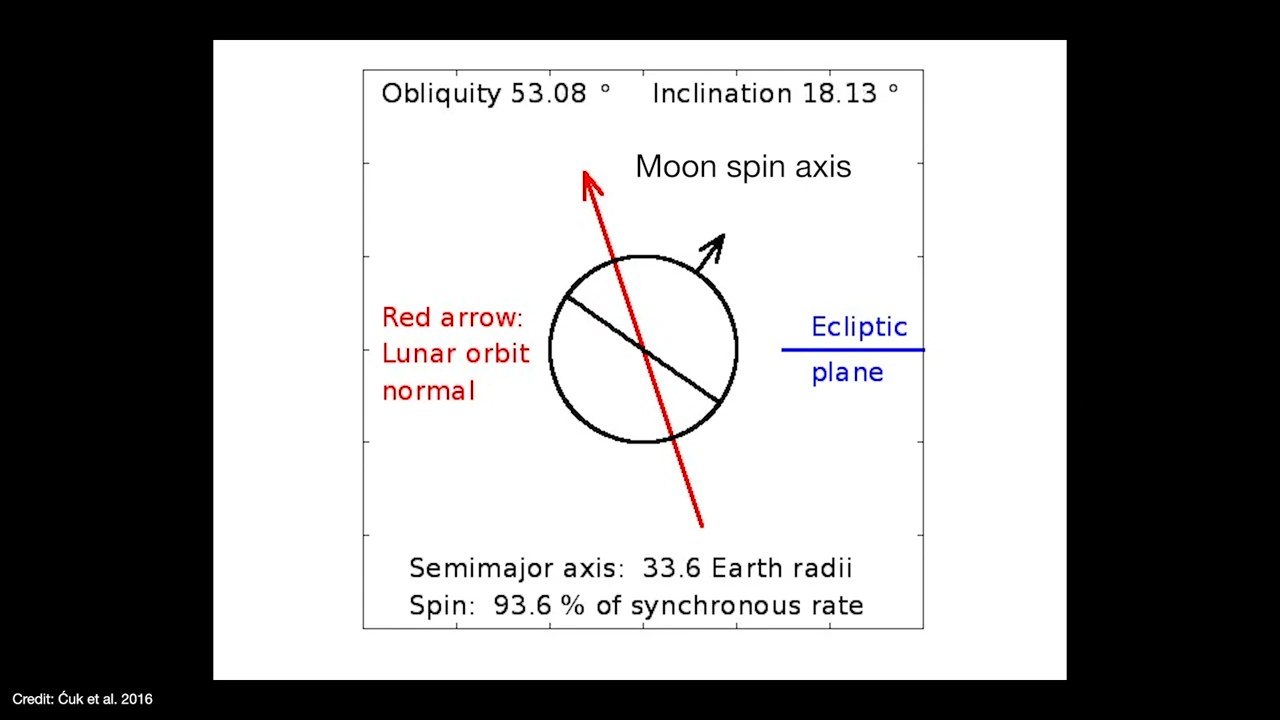 Obliquity 53.08 ° Inclination 18.13 °
Moon spin axis
Red arrow:
Lunar orbit
normal
Ecliptic
plane
Semimajor axis: 33.6 Earth radii
Spin: 93.6 % of synchronous rate
Credit: Ćuk et al. 2016